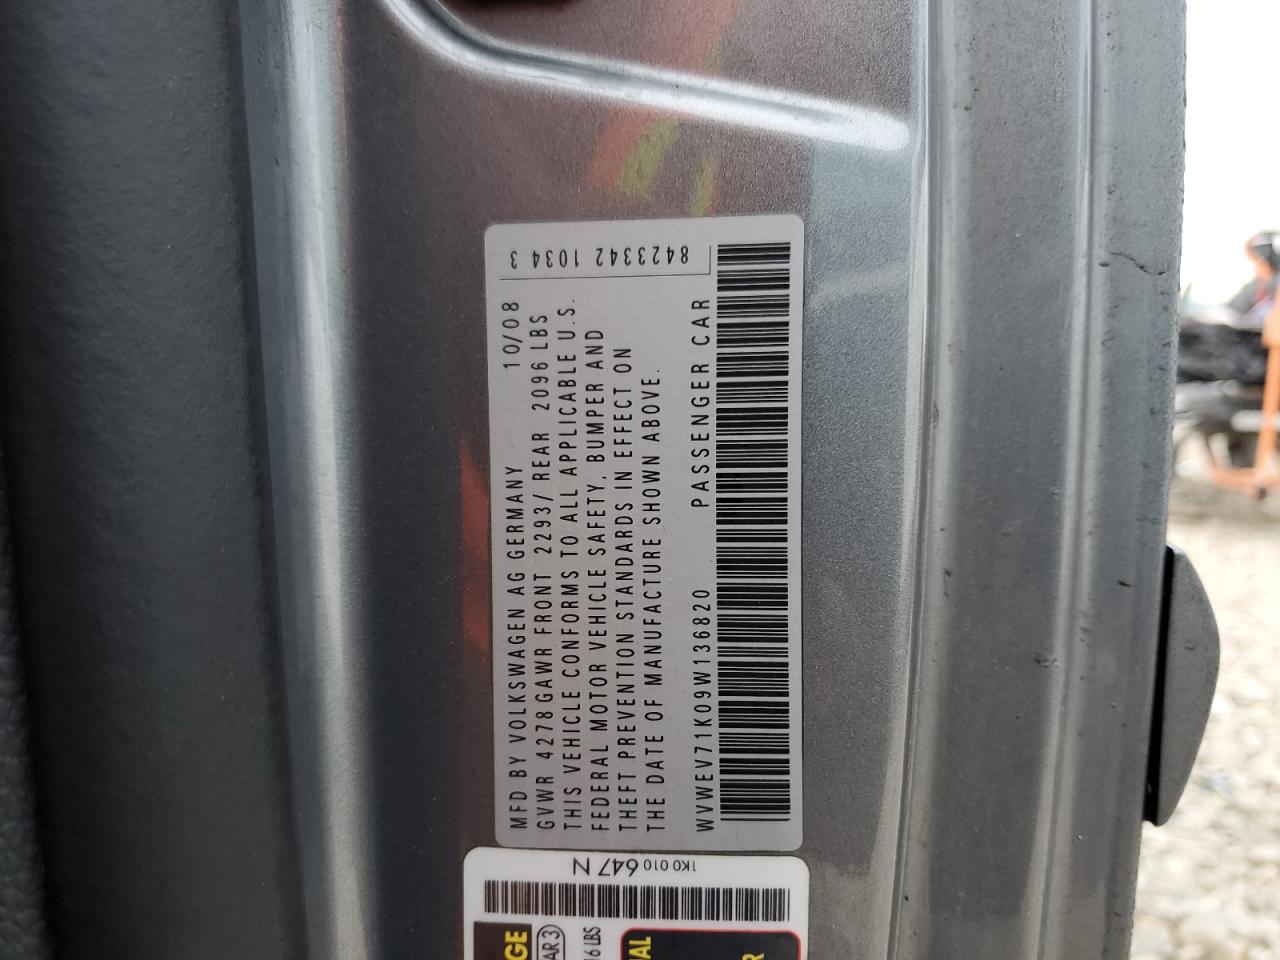 MFD BY VOLKSWAGEN AG GERMANY 10/08
GVWR 4278GAWR FRONT 2293/ REAR 2096 LBS
THIS VEHICLE CONFORMS TO ALL APPLICABLE U.S.
FEDERAL MOTOR VEHICLE SAFETY, BUMPER AND
THEFT PREVENTION STANDARDS IN EFFECT ON
THE DATE OF MANUFACTURE SHOWN ABOVE.
WVWEV71K09W136820 PASSENGER CAR
8423342 1034 3
1K0 010 647 N